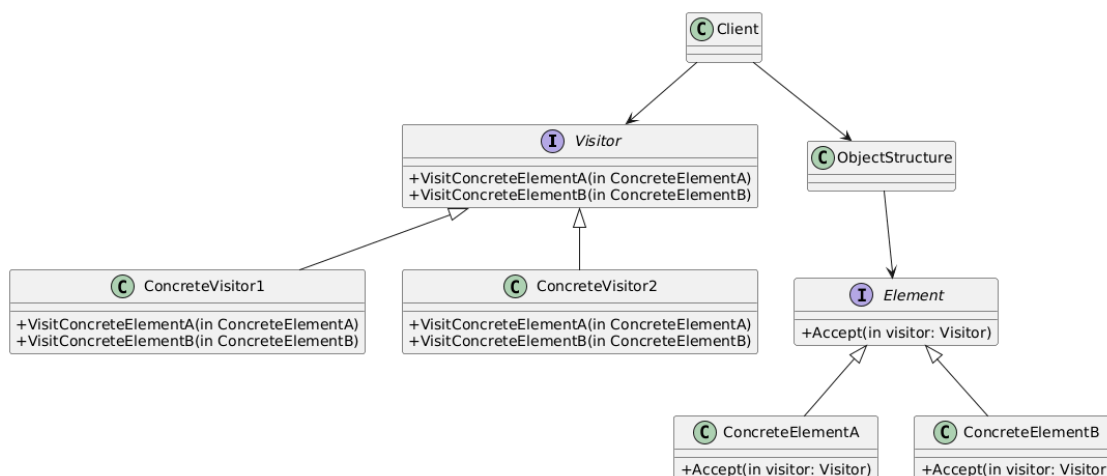 Client
Visitor
+VisitConcreteElementA(in ConcreteElementA)
+VisitConcreteElementB(in ConcreteElementB)
ObjectStructure
ConcreteVisitor1
+VisitConcreteElementA(in ConcreteElementA)
+VisitConcreteElementB(in ConcreteElementB)
ConcreteVisitor2
+VisitConcreteElementA(in ConcreteElementA)
+VisitConcreteElementB(in ConcreteElementB)
Element
+Accept(in visitor: Visitor)
ConcreteElementA
+Accept(in visitor: Visitor)
ConcreteElementB
+Accept(in visitor: Visitor